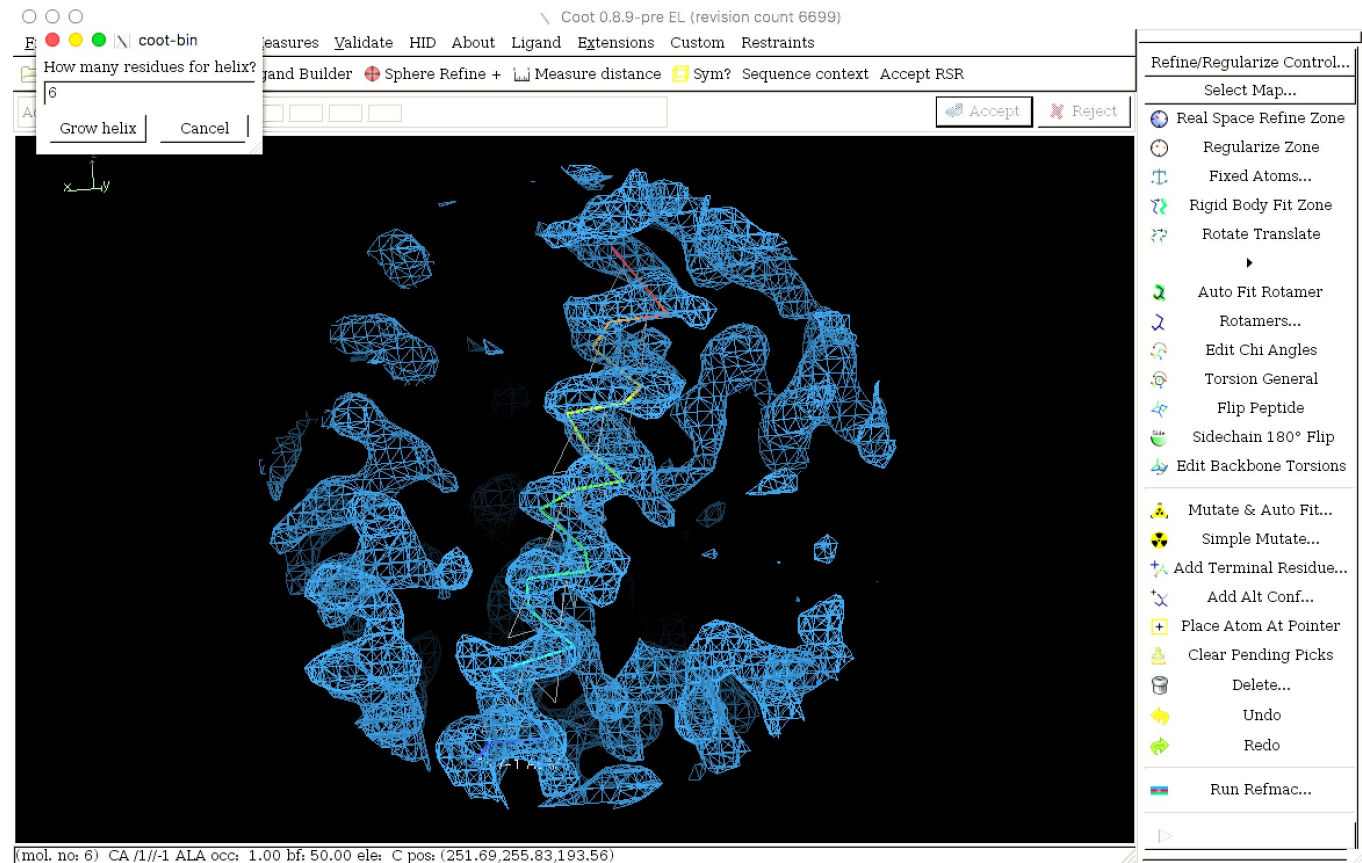 Coot 0.8.9-pre EL (revision count 6699)
coot-bin
How many residues for helix?
6
Grow helix Cancel
Measures Validate HID About Ligand Extensions Custom Restraints
Builder Sphere Refine + Measure distance Sym? Sequence context Accept RSR
Accept Reject
x y
-1
Refine/Regularize Control...
Select Map...
Real Space Refine Zone
Regularize Zone
Fixed Atoms...
Rigid Body Fit Zone
Rotate Translate
Auto Fit Rotamer
Rotamers...
Edit Chi Angles
Torsion General
Flip Peptide
Side
Sidechain 180° Flip
Edit Backbone Torsions
Mutate & Auto Fit...
Simple Mutate...
Add Terminal Residue...
Add Alt Conf...
Place Atom At Pointer
Clear Pending Picks
Delete...
Undo
Redo
Run Refmac...
(mol. no: 6) CA /1//-1 ALA occ: 1.00 bf: 50.00 ele: C pos: (251.69,255.83,193.56)